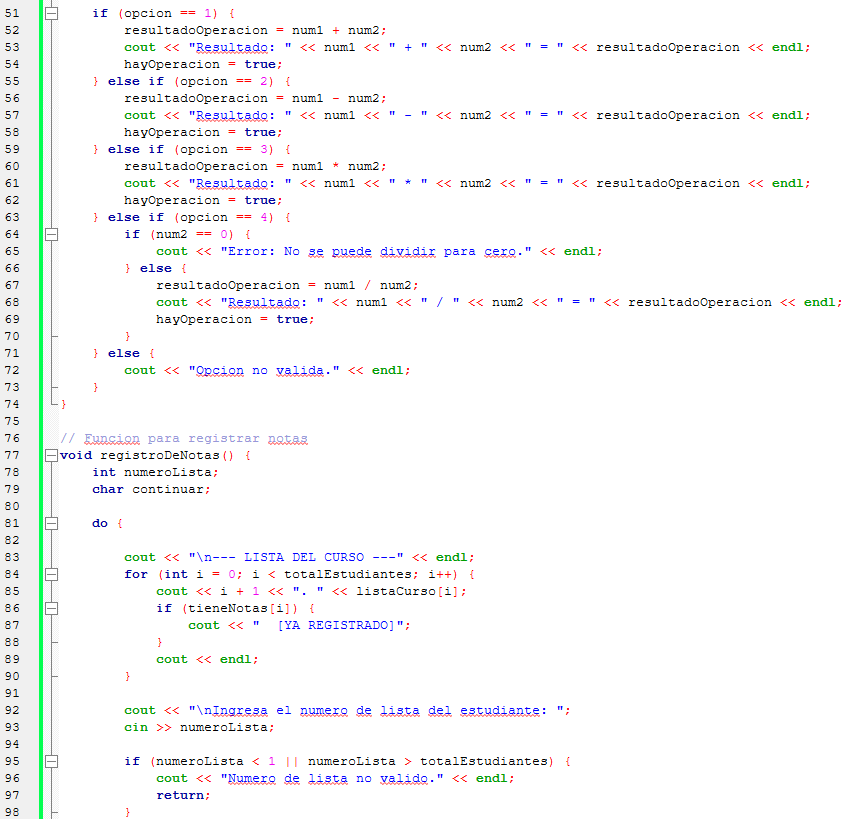 51 if (opcion == 1) {
52 resultadoOperacion = num1 + num2;
53 cout << "Resultado: " << num1 << " + " << num2 << " = " << resultadoOperacion << endl;
54 hayOperacion = true;
55 } else if (opcion == 2) {
56 resultadoOperacion = num1 - num2;
57 cout << "Resultado: " << num1 << " - " << num2 << " = " << resultadoOperacion << endl;
58 hayOperacion = true;
59 } else if (opcion == 3) {
60 resultadoOperacion = num1 * num2;
61 cout << "Resultado: " << num1 << " * " << num2 << " = " << resultadoOperacion << endl;
62 hayOperacion = true;
63 } else if (opcion == 4) {
64 if (num2 == 0) {
65 cout << "Error: No se puede dividir para cero." << endl;
66 } else {
67 resultadoOperacion = num1 / num2;
68 cout << "Resultado: " << num1 << " / " << num2 << " = " << resultadoOperacion << endl;
69 hayOperacion = true;
70 }
71 } else {
72 cout << "Opcion no valida." << endl;
73 }
74 }
75
76 // Funcion para registrar notas
77 void registroDeNotas() {
78 int numeroLista;
79 char continuar;
80
81 do {
82
83 cout << "\n--- LISTA DEL CURSO ---" << endl;
84 for (int i = 0; i < totalEstudiantes; i++) {
85 cout << i + 1 << ". " << listaCurso[i];
86 if (tieneNotas[i]) {
87 cout << "  [YA REGISTRADO]";
88 }
89 cout << endl;
90 }
91
92 cout << "\nIngresa el numero de lista del estudiante: ";
93 cin >> numeroLista;
94
95 if (numeroLista < 1 || numeroLista > totalEstudiantes) {
96 cout << "Numero de lista no valido." << endl;
97 return;
98 }